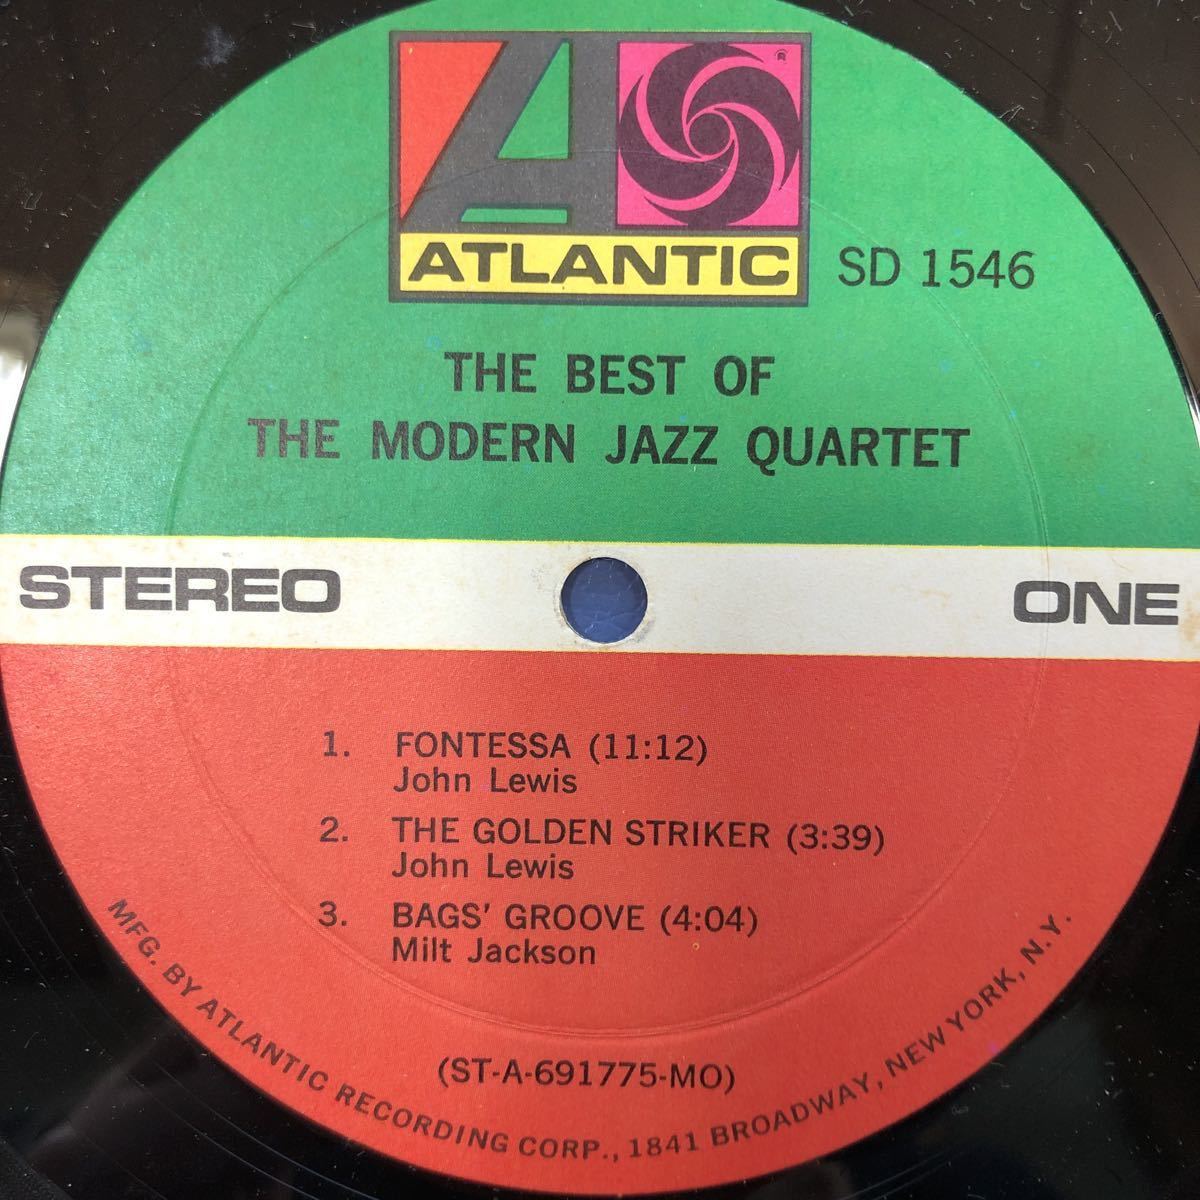 ATLANTIC
SD 1546
THE BEST OF
THE MODERN JAZZ QUARTET
STEREO
ONE
1. FONTESSA (11:12)
John Lewis
2. THE GOLDEN STRIKER (3:39)
John Lewis
3. BAGS' GROOVE (4:04)
Milt Jackson
(ST-A-691775-MO)
MFG. BY ATLANTIC RECORDING CORP., 1841 BROADWAY, NEW YORK, N.Y.